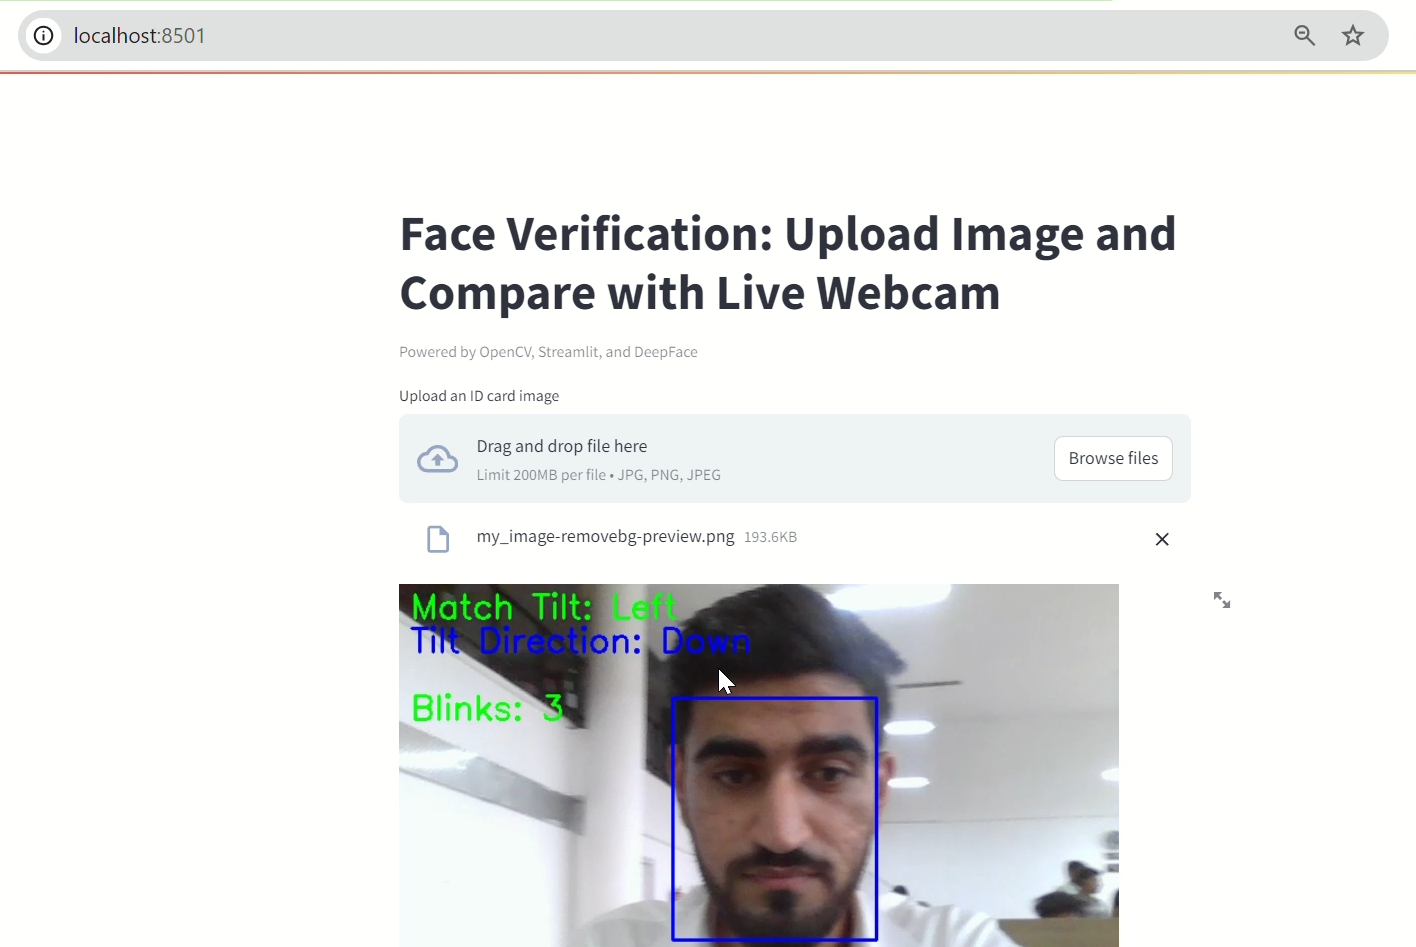 localhost:8501
Face Verification: Upload Image and
Compare with Live Webcam
Powered by OpenCV, Streamlit, and DeepFace
Upload an ID card image
Drag and drop file here
Limit 200MB per file • JPG, PNG, JPEG
Browse files
my_image-removebg-preview.png 193.6KB
Match Tilt: Left
Tilt Direction: Down
Blinks: 3